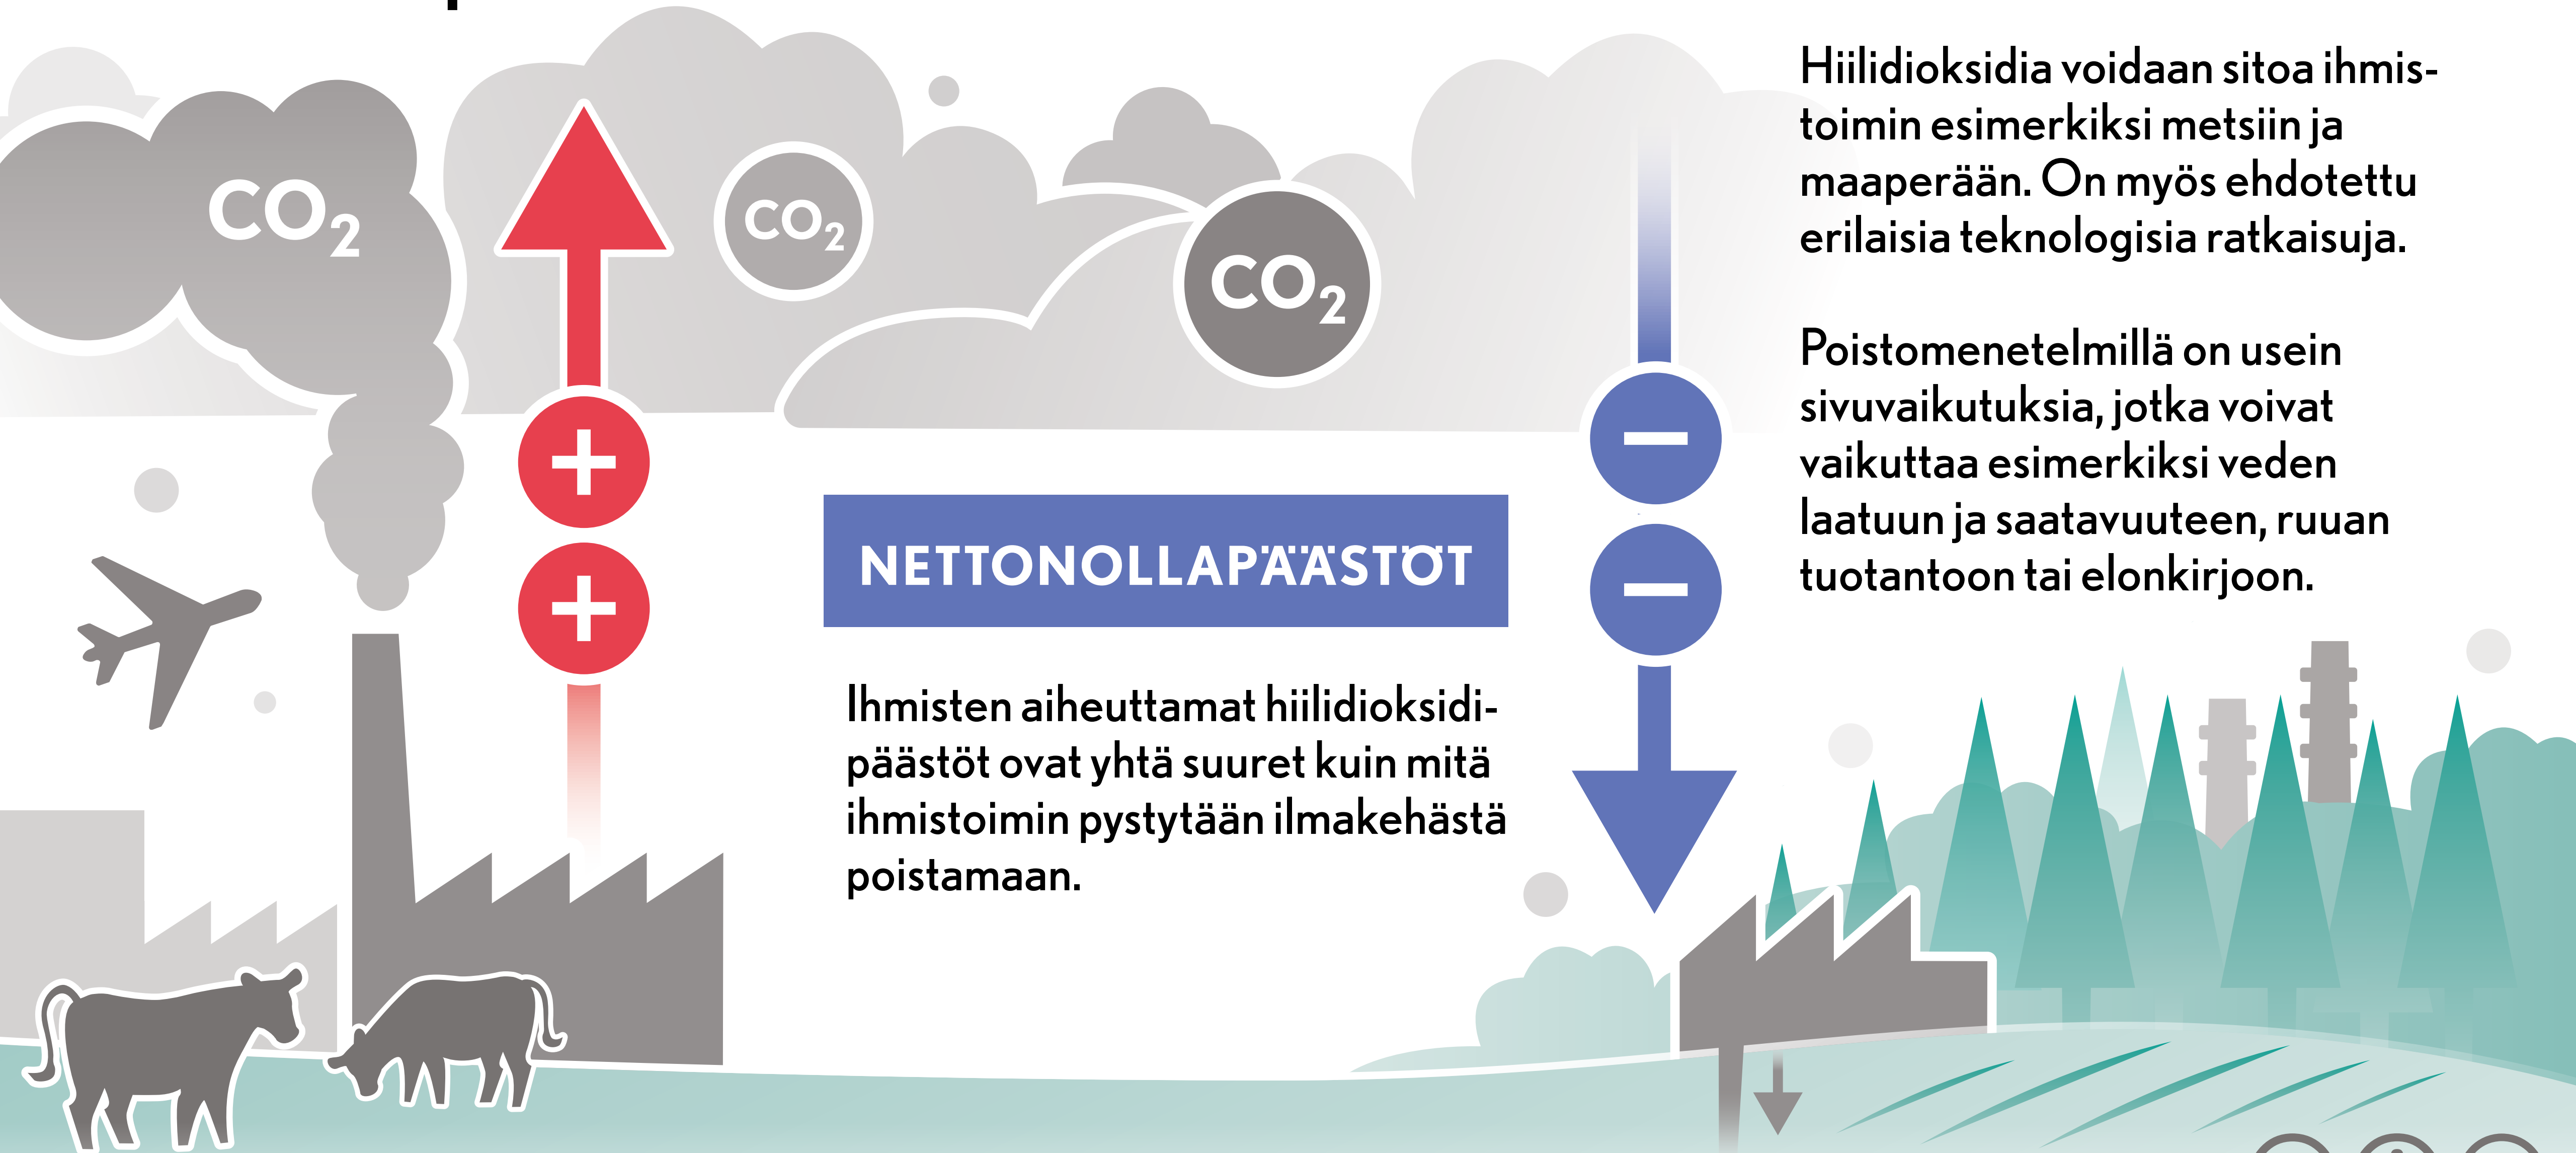 CO₂
CO₂
CO₂
NETTONOLLAPÄÄSTÖT
Ihmisten aiheuttamat hiilidioksidi-
päästöt ovat yhtä suuret kuin mitä
ihmistoimin pystytään ilmakehästä
poistamaan.
Hiilidioksidia voidaan sitoa ihmis-
toimin esimerkiksi metsiin ja
maaperään. On myös ehdotettu
erilaisia teknologisia ratkaisuja.
Poistomenetelmillä on usein
sivuvaikutuksia, jotka voivat
vaikuttaa esimerkiksi veden
laatuun ja saatavuuteen, ruuan
tuotantoon tai elonkirjoon.